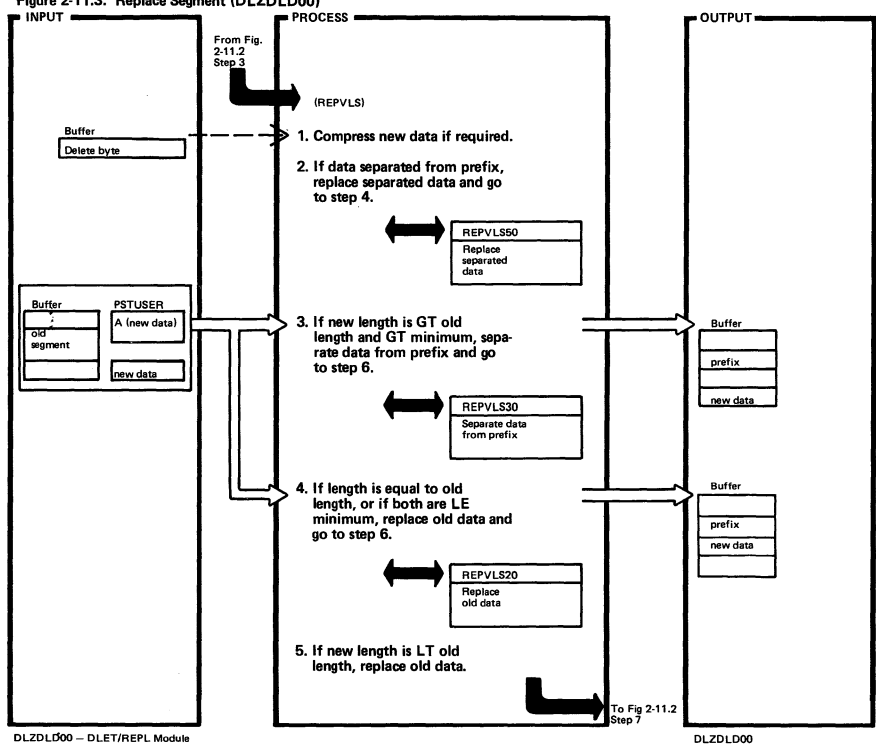 Figure 2-11.3. Replace Segment (DLZDLD00)
INPUT
PROCESS
OUTPUT
From Fig.
2-11.2
Step 3
(REPVLS)
Buffer
Delete byte
1. Compress new data if required.
2. If data separated from prefix,
replace separated data and go
to step 4.
REPVLS50
Replace
separated
data
Buffer
old
segment
PSTUSER
A (new data)
new data
3. If new length is GT old
length and GT minimum, sepa-
rate data from prefix and go
to step 6.
Buffer
prefix
new data
REPVLS30
Separate data
from prefix
4. If length is equal to old
length, or if both are LE
minimum, replace old data and
go to step 6.
Buffer
prefix
new data
REPVLS20
Replace
old data
5. If new length is LT old
length, replace old data.
To Fig 2-11.2
Step 7
DLZDLD00 – DLET/REPL Module
DLZDLD00